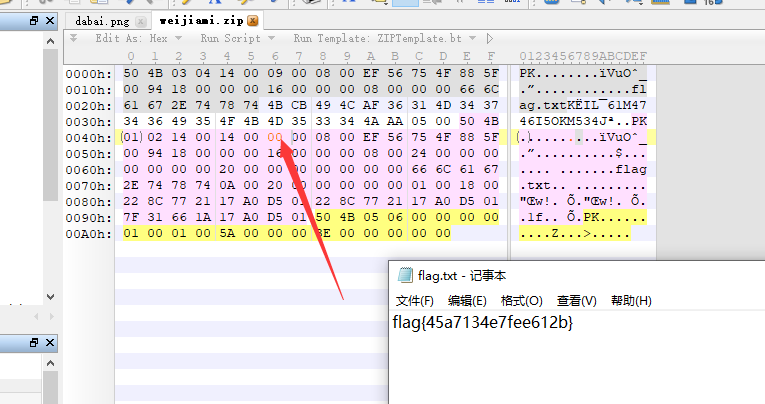 dabai.png
weijiami.zip
Edit As: Hex Run Script Run Template: ZIPTemplate.bt
0 1 2 3 4 5 6 7 8 9 A B C D E F 0123456789ABCDEF
0000h: 50 4B 03 04 14 00 09 00 08 00 EF 56 75 4F 88 5F PK........ïVuOˆ_
0010h: 00 94 18 00 00 00 16 00 00 00 08 00 00 00 66 6C .”............fl
0020h: 61 67 2E 74 78 74 4B CB 49 4C AF 36 31 4D 34 37 ag.txtKËIL¯61M47
0030h: 34 36 49 35 4F 4B 4D 35 33 34 4A AA 05 00 50 4B 46I5OKM534Jª..PK
0040h: 01 02 14 00 14 00 00 00 08 00 EF 56 75 4F 88 5F ..........ïVuOˆ_
0050h: 00 94 18 00 00 00 16 00 00 00 08 00 24 00 00 00 .”..........$...
0060h: 00 00 00 00 20 00 00 00 00 00 00 00 66 6C 61 67 .... .......flag
0070h: 2E 74 78 74 0A 00 20 00 00 00 00 00 01 00 18 00 .txt.. .........
0080h: 22 8C 77 21 17 A0 D5 01 22 8C 77 21 17 A0 D5 01 "Œw!. Õ."Œw!. Õ.
0090h: 7F 31 66 1A 17 A0 D5 01 50 4B 05 06 00 00 00 00 .1f.. Õ.PK......
00A0h: 01 00 01 00 5A 00 00 00 3E 00 00 00 00 00 ....Z...>.....
flag.txt - 记事本
文件(F) 编辑(E) 格式(O) 查看(V) 帮助(H)
flag{45a7134e7fee612b}